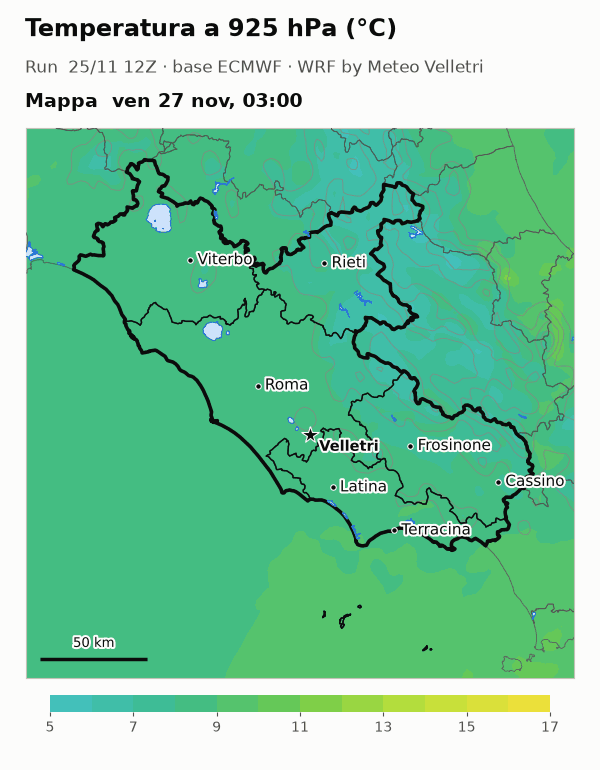 Temperatura a 925 hPa (°C)
Run  25/11 12Z · base ECMWF · WRF by Meteo Velletri
Mappa  ven 27 nov, 03:00
Viterbo
Rieti
Roma
Velletri
Frosinone
Latina
Cassino
Terracina
50 km
5 7 9 11 13 15 17